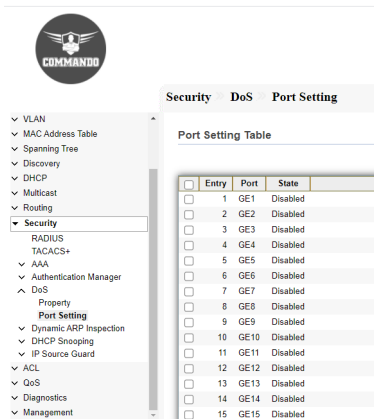 COMMANDO
Security DoS Port Setting
VLAN
MAC Address Table
Spanning Tree
Discovery
DHCP
Multicast
Routing
Security
RADIUS
TACACS+
AAA
Authentication Manager
DoS
Property
Port Setting
Dynamic ARP Inspection
DHCP Snooping
IP Source Guard
ACL
QoS
Diagnostics
Management
Port Setting Table
Entry Port State
1 GE1 Disabled
2 GE2 Disabled
3 GE3 Disabled
4 GE4 Disabled
5 GE5 Disabled
6 GE6 Disabled
7 GE7 Disabled
8 GE8 Disabled
9 GE9 Disabled
10 GE10 Disabled
11 GE11 Disabled
12 GE12 Disabled
13 GE13 Disabled
14 GE14 Disabled
15 GE15 Disabled